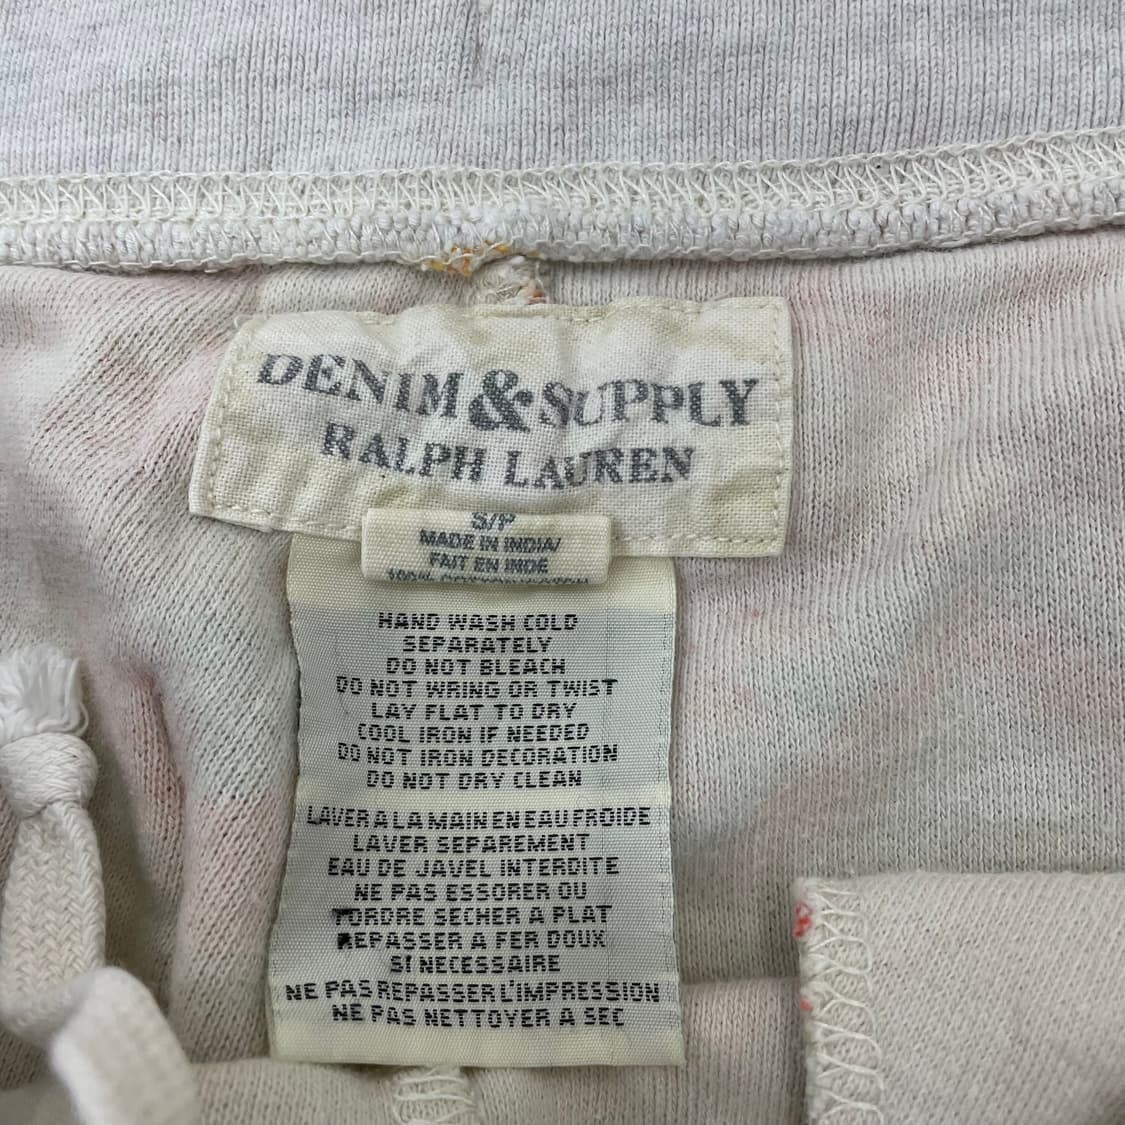 DENIM & SUPPLY
RALPH LAUREN
S/P
MADE IN INDIA/
FAIT EN INDE
100% COTTON
HAND WASH COLD
SEPARATELY
DO NOT BLEACH
DO NOT WRING OR TWIST
LAY FLAT TO DRY
COOL IRON IF NEEDED
DO NOT IRON DECORATION
DO NOT DRY CLEAN
LAVER A LA MAIN EN EAU FROIDE
LAVER SEPAREMENT
EAU DE JAVEL INTERDITE
NE PAS ESSORER OU
TORDRE SECHER A PLAT
REPASSER A FER DOUX
SI NECESSAIRE
NE PAS REPASSER L'IMPRESSION
NE PAS NETTOYER A SEC